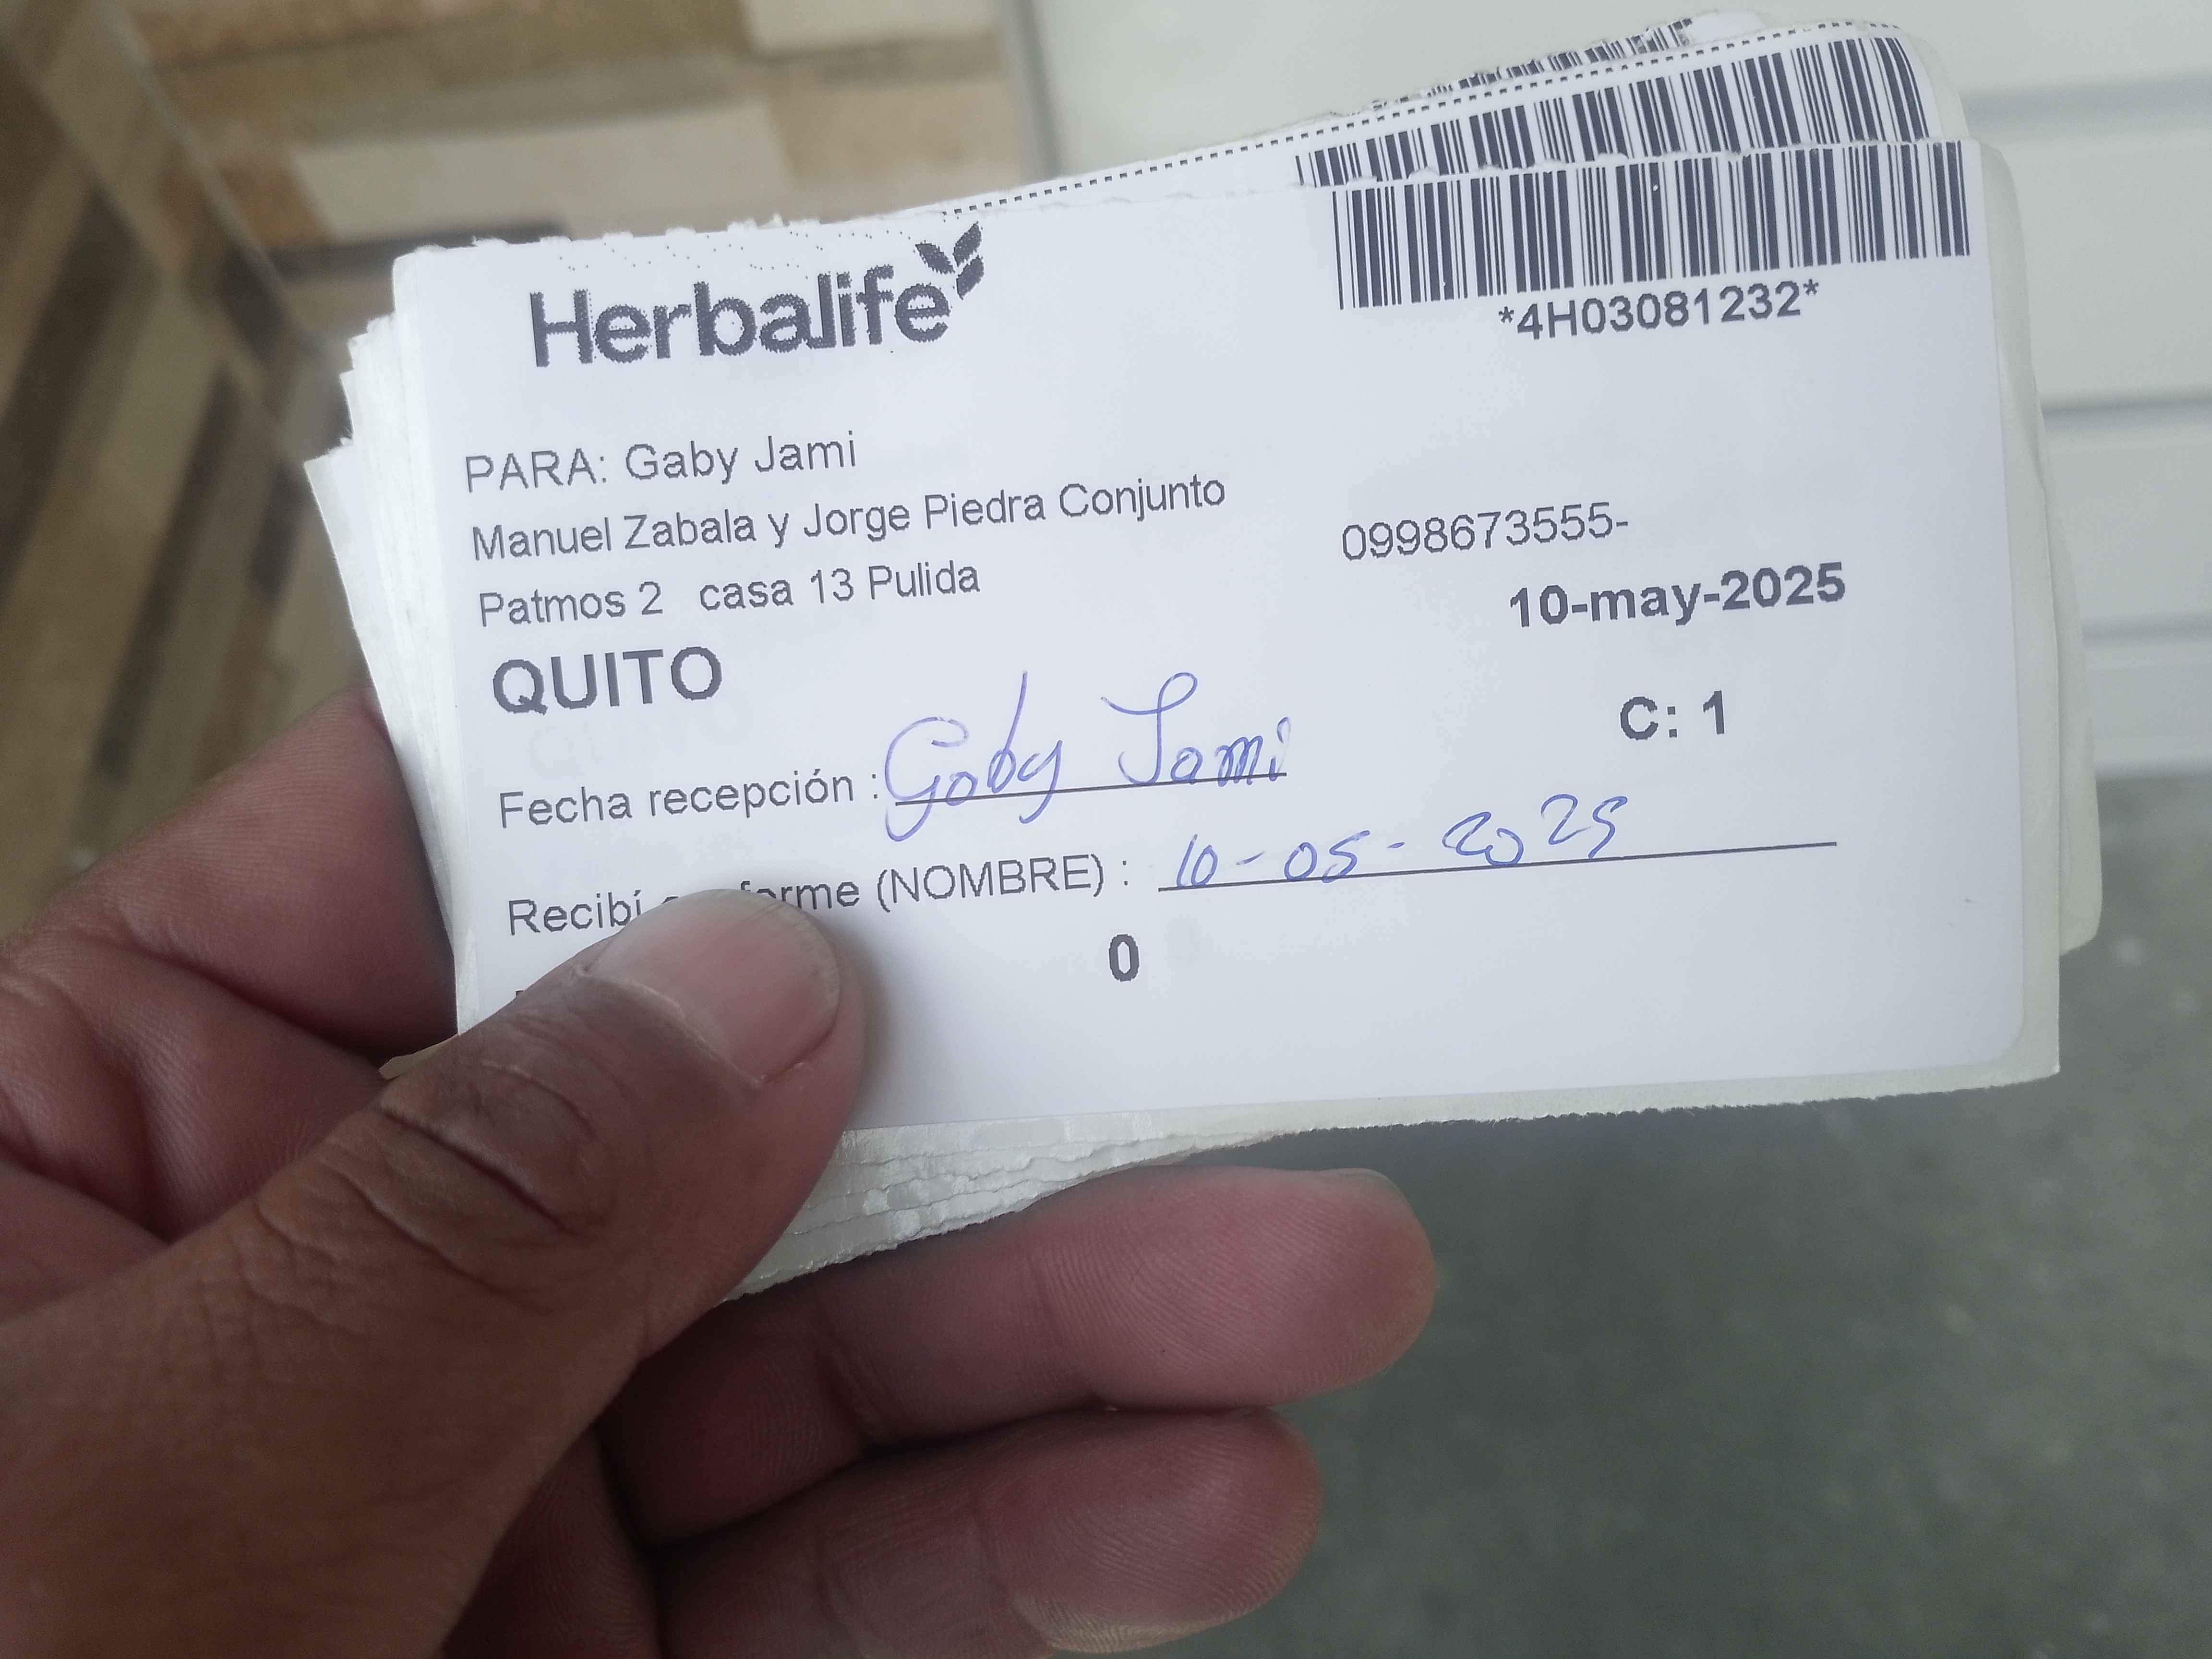 Herbalife
*4H03081232*
PARA: Gaby Jami
Manuel Zabala y Jorge Piedra Conjunto
0998673555-
Patmos 2 casa 13 Pulida
10-may-2025
QUITO
C: 1
Fecha recepción : Gaby Jami
Recibí (NOMBRE) : 10-05-2025
0